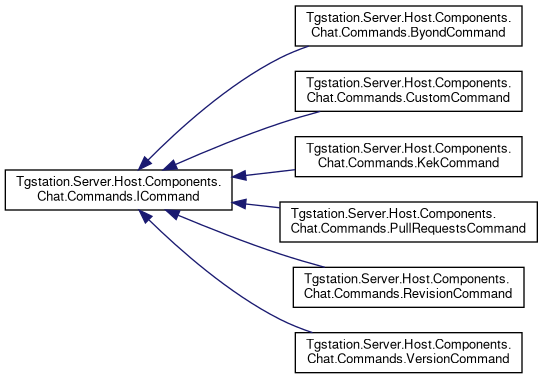 Tgstation.Server.Host.Components.
Chat.Commands.ByondCommand
Tgstation.Server.Host.Components.
Chat.Commands.CustomCommand
Tgstation.Server.Host.Components.
Chat.Commands.KekCommand
Tgstation.Server.Host.Components.
Chat.Commands.ICommand
Tgstation.Server.Host.Components.
Chat.Commands.PullRequestsCommand
Tgstation.Server.Host.Components.
Chat.Commands.RevisionCommand
Tgstation.Server.Host.Components.
Chat.Commands.VersionCommand